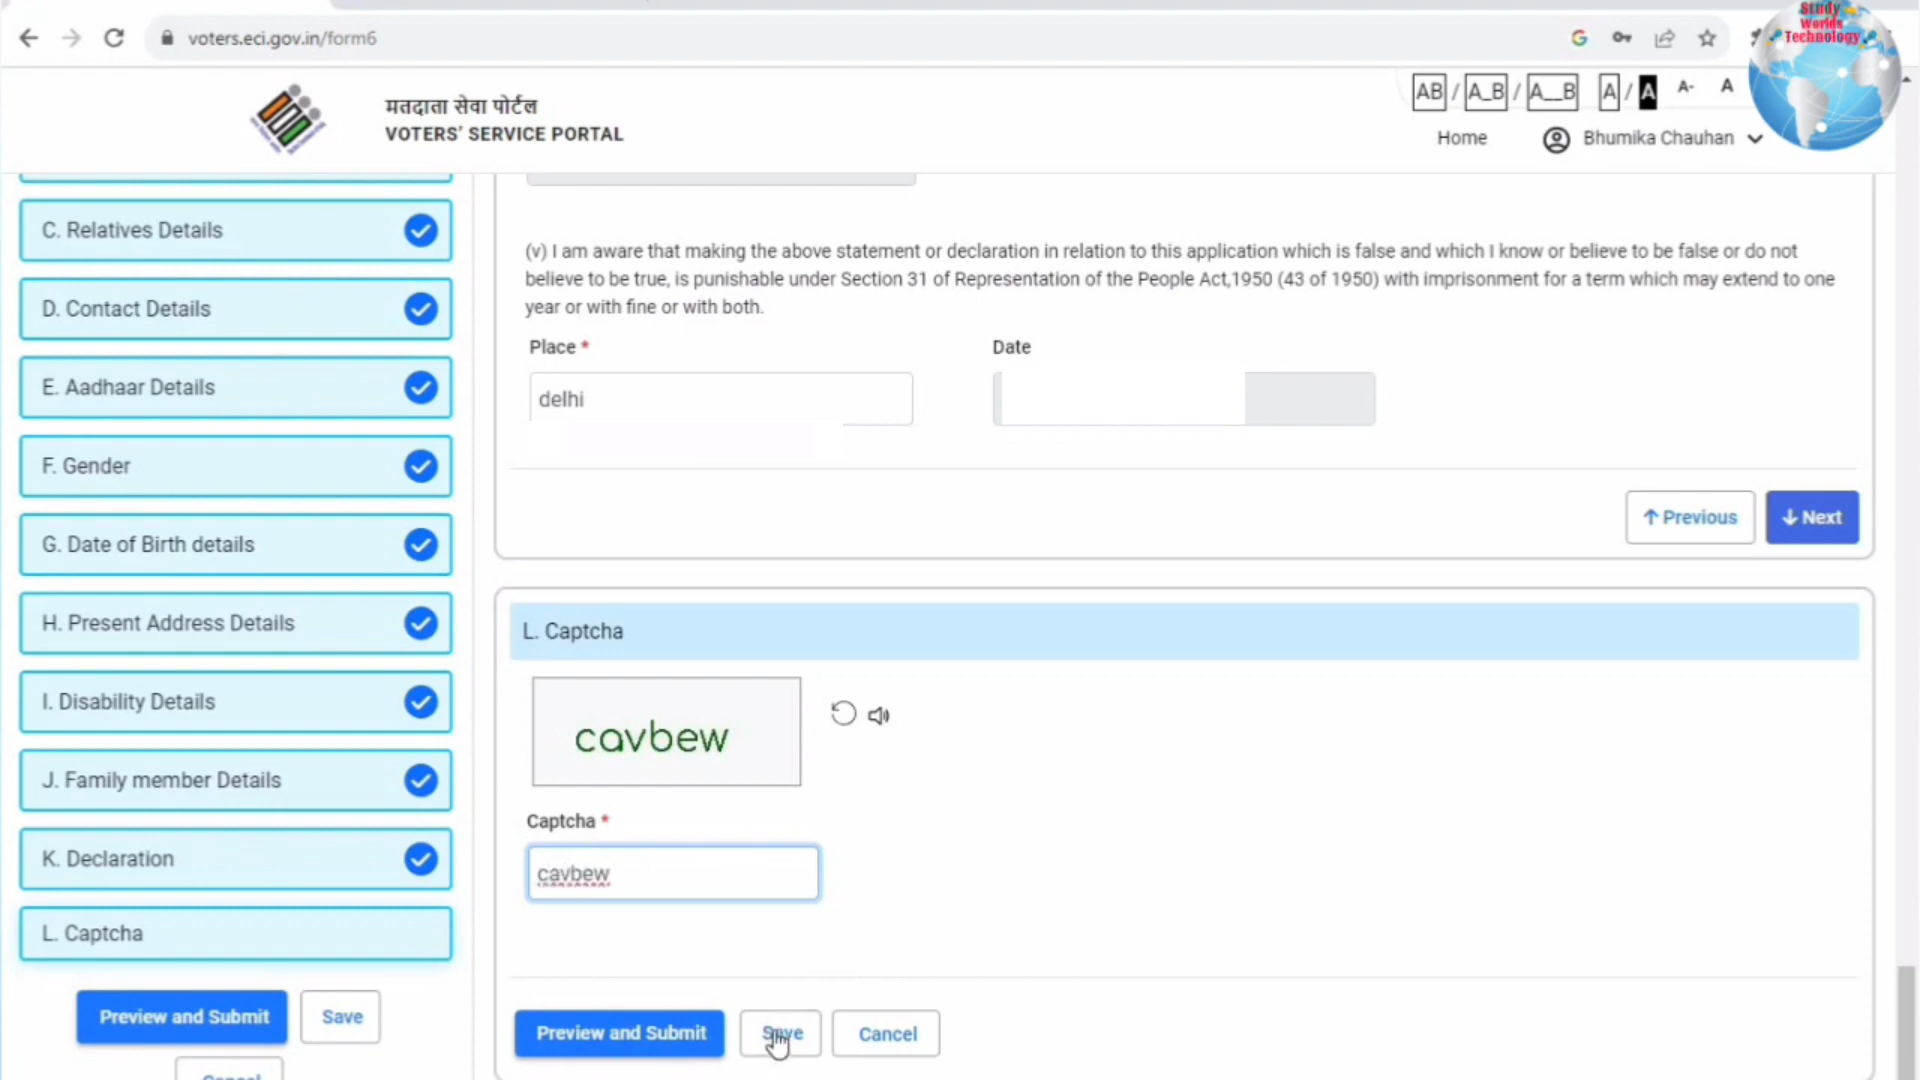 voters.eci.gov.in/form6
Study
Worlds
Technology
मतदाता सेवा पोर्टल
VOTERS' SERVICE PORTAL
AB / A_B / A__B A / A A- A
Home
Bhumika Chauhan
C. Relatives Details
D. Contact Details
E. Aadhaar Details
F. Gender
G. Date of Birth details
H. Present Address Details
I. Disability Details
J. Family member Details
K. Declaration
L. Captcha
Preview and Submit
Save
Cancel
(v) I am aware that making the above statement or declaration in relation to this application which is false and which I know or believe to be false or do not
believe to be true, is punishable under Section 31 of Representation of the People Act,1950 (43 of 1950) with imprisonment for a term which may extend to one
year or with fine or with both.
Place *
Date
delhi
Previous
Next
L. Captcha
cavbew
Captcha *
cavbew
Preview and Submit
Save
Cancel